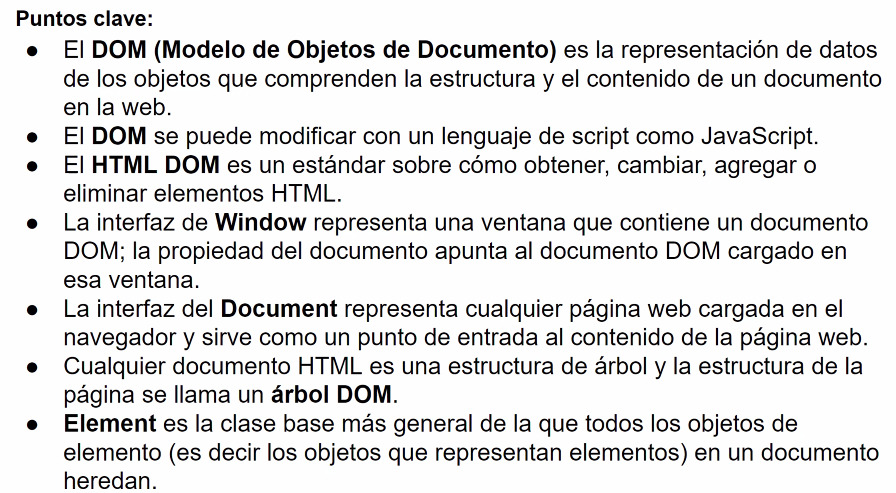 Puntos clave:
● El DOM (Modelo de Objetos de Documento) es la representación de datos
de los objetos que comprenden la estructura y el contenido de un documento
en la web.
● El DOM se puede modificar con un lenguaje de script como JavaScript.
● El HTML DOM es un estándar sobre cómo obtener, cambiar, agregar o
eliminar elementos HTML.
● La interfaz de Window representa una ventana que contiene un documento
DOM; la propiedad del documento apunta al documento DOM cargado en
esa ventana.
● La interfaz del Document representa cualquier página web cargada en el
navegador y sirve como un punto de entrada al contenido de la página web.
● Cualquier documento HTML es una estructura de árbol y la estructura de la
página se llama un árbol DOM.
● Element es la clase base más general de la que todos los objetos de
elemento (es decir los objetos que representan elementos) en un documento
heredan.